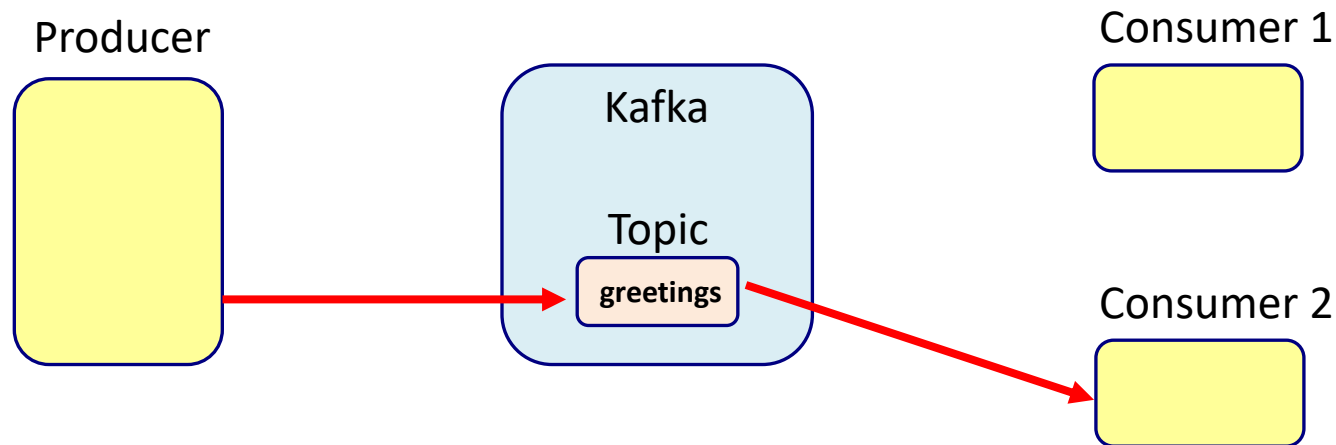 Producer
Kafka
Topic
greetings
Consumer 1
Consumer 2